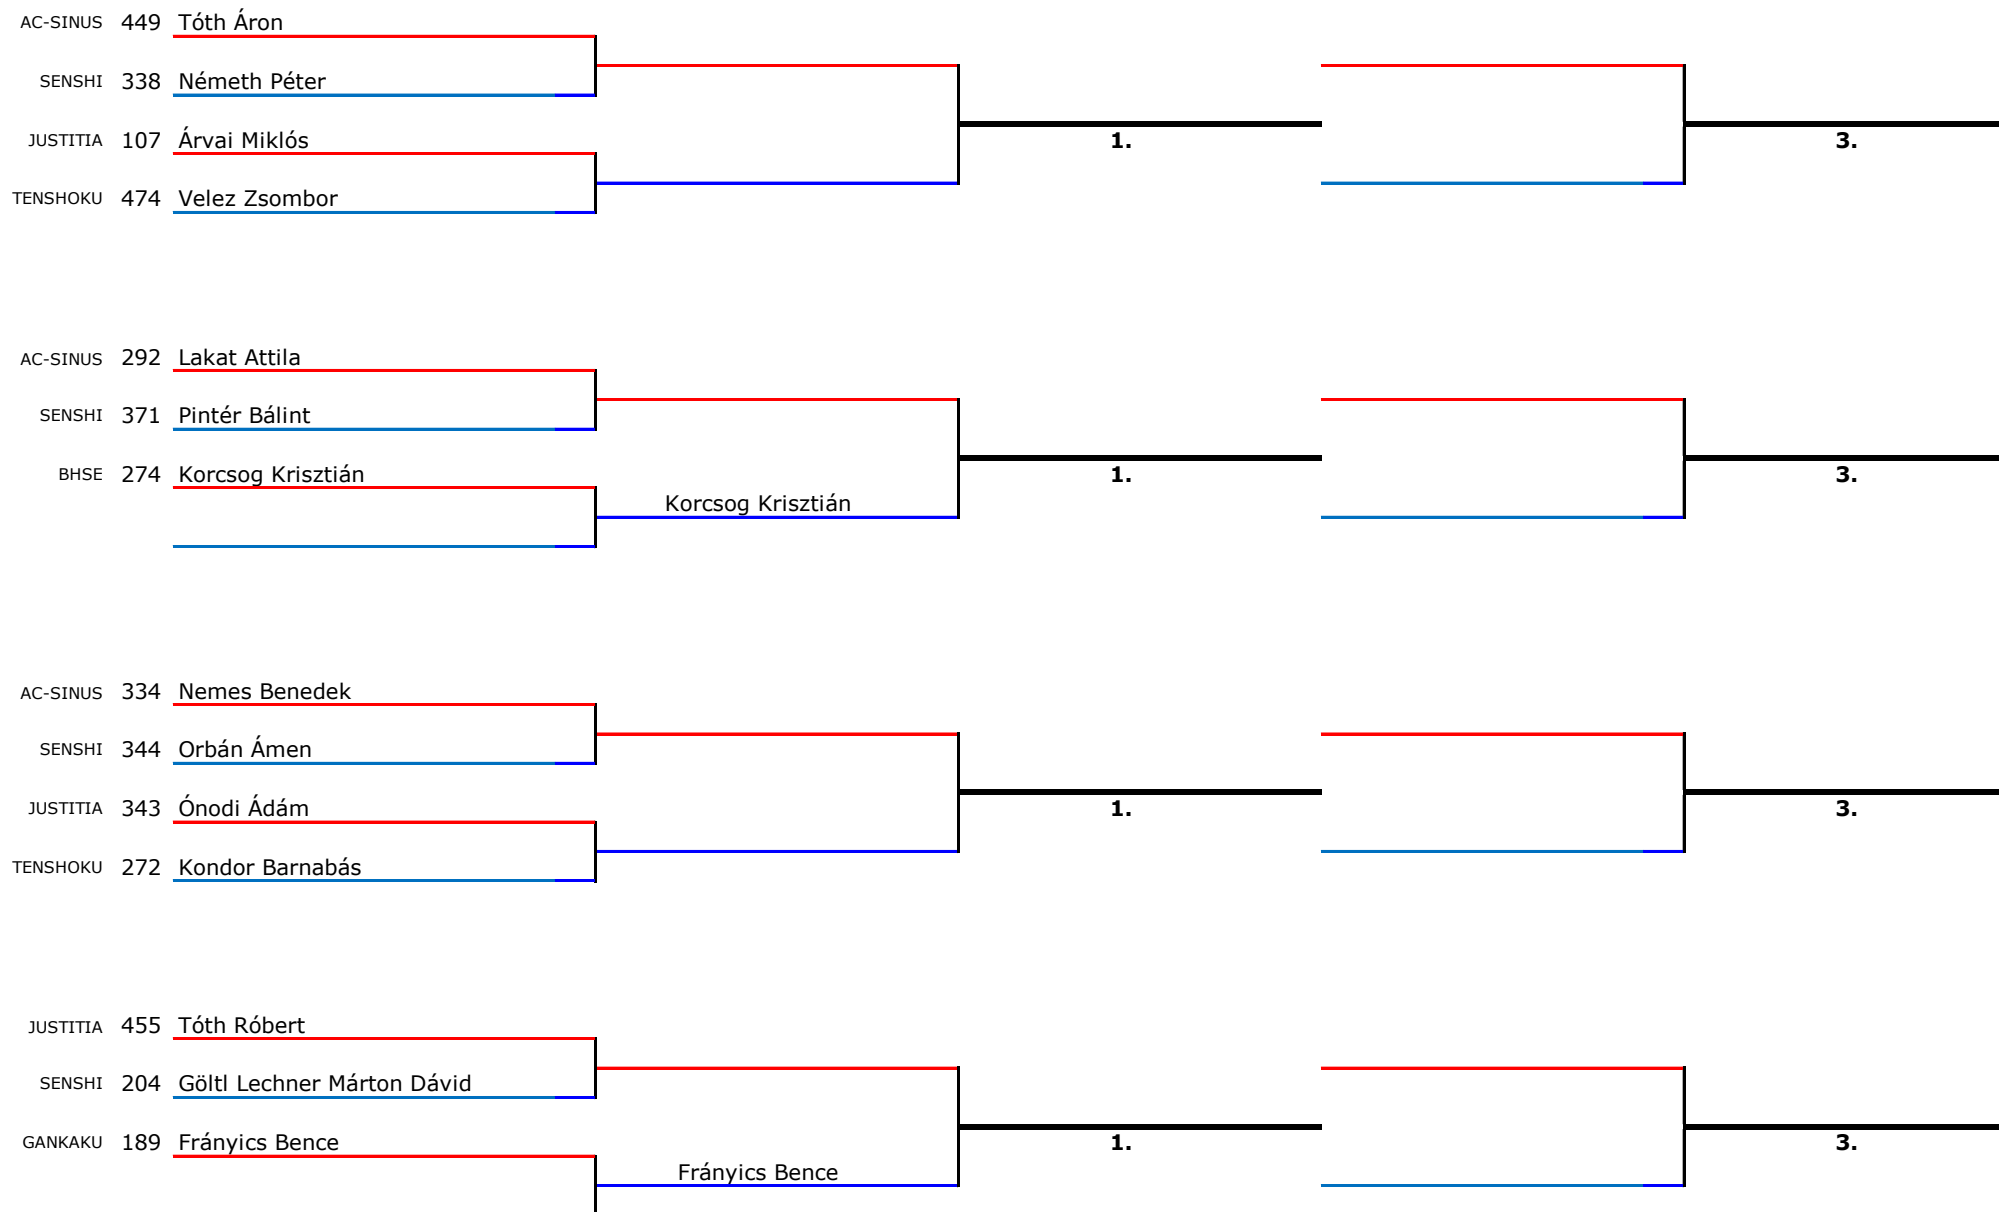 AC-SINUS 449 Tóth Áron
SENSHI 338 Németh Péter
JUSTITIA 107 Árvai Miklós 1. 3.
TENSHOKU 474 Velez Zsombor
AC-SINUS 292 Lakat Attila
SENSHI 371 Pintér Bálint
BHSE 274 Korcsog Krisztián 1. 3.
Korcsog Krisztián
AC-SINUS 334 Nemes Benedek
SENSHI 344 Orbán Ámen
JUSTITIA 343 Ónodi Ádám 1. 3.
TENSHOKU 272 Kondor Barnabás
JUSTITIA 455 Tóth Róbert
SENSHI 204 Göltl Lechner Márton Dávid
GANKAKU 189 Frányics Bence 1. 3.
Frányics Bence